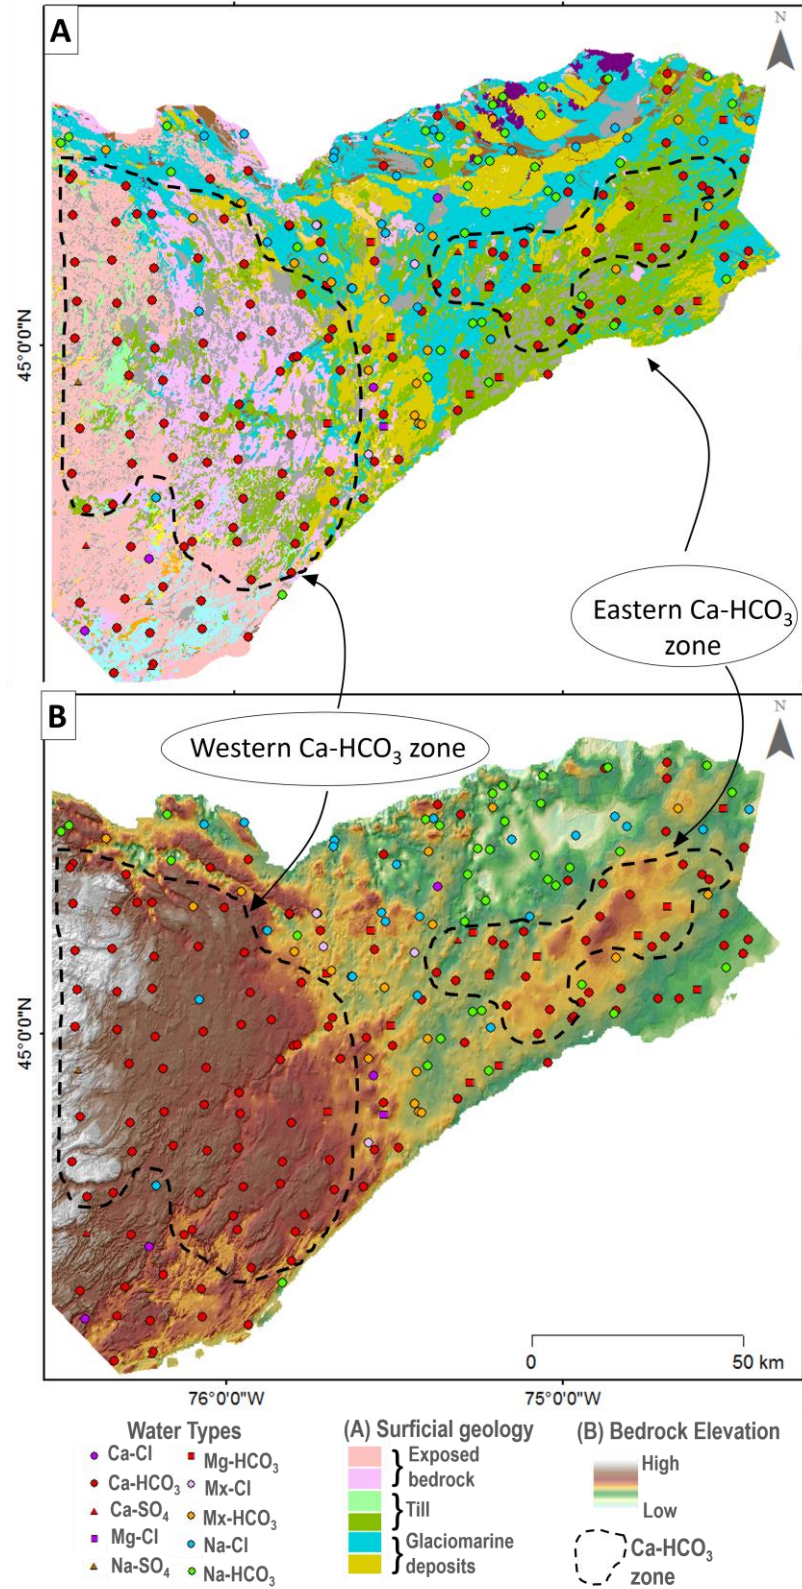 A
N
45°0'0"N
Eastern Ca-HCO₃
zone
B
N
Western Ca-HCO₃ zone
45°0'0"N
0 50 km
76°0'0"W 75°0'0"W
Water Types
Ca-Cl
Ca-HCO₃
Ca-SO₄
Mg-Cl
Na-SO₄
Mg-HCO₃
Mx-Cl
Mx-HCO₃
Na-Cl
Na-HCO₃
(A) Surficial geology
Exposed
bedrock
Till
Glaciomarine
deposits
(B) Bedrock Elevation
High
Low
Ca-HCO₃
zone